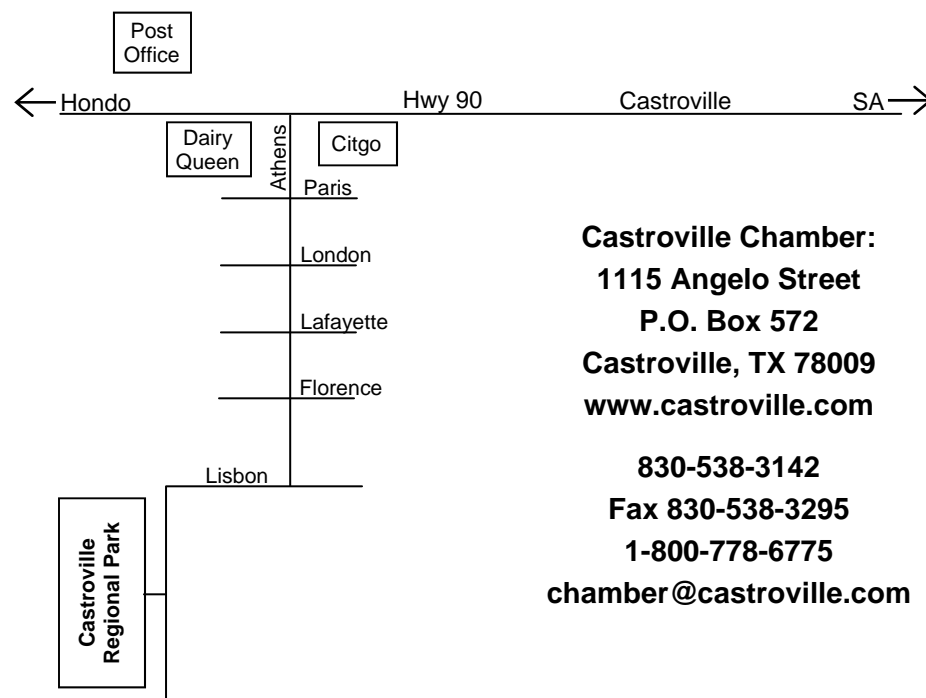 Post
Office
Hondo Hwy 90 Castroville SA
Dairy
Queen
Athens
Citgo
Paris
London
Lafayette
Florence
Lisbon
Castroville
Regional Park
Castroville Chamber:
1115 Angelo Street
P.O. Box 572
Castroville, TX 78009
www.castroville.com
830-538-3142
Fax 830-538-3295
1-800-778-6775
chamber@castroville.com